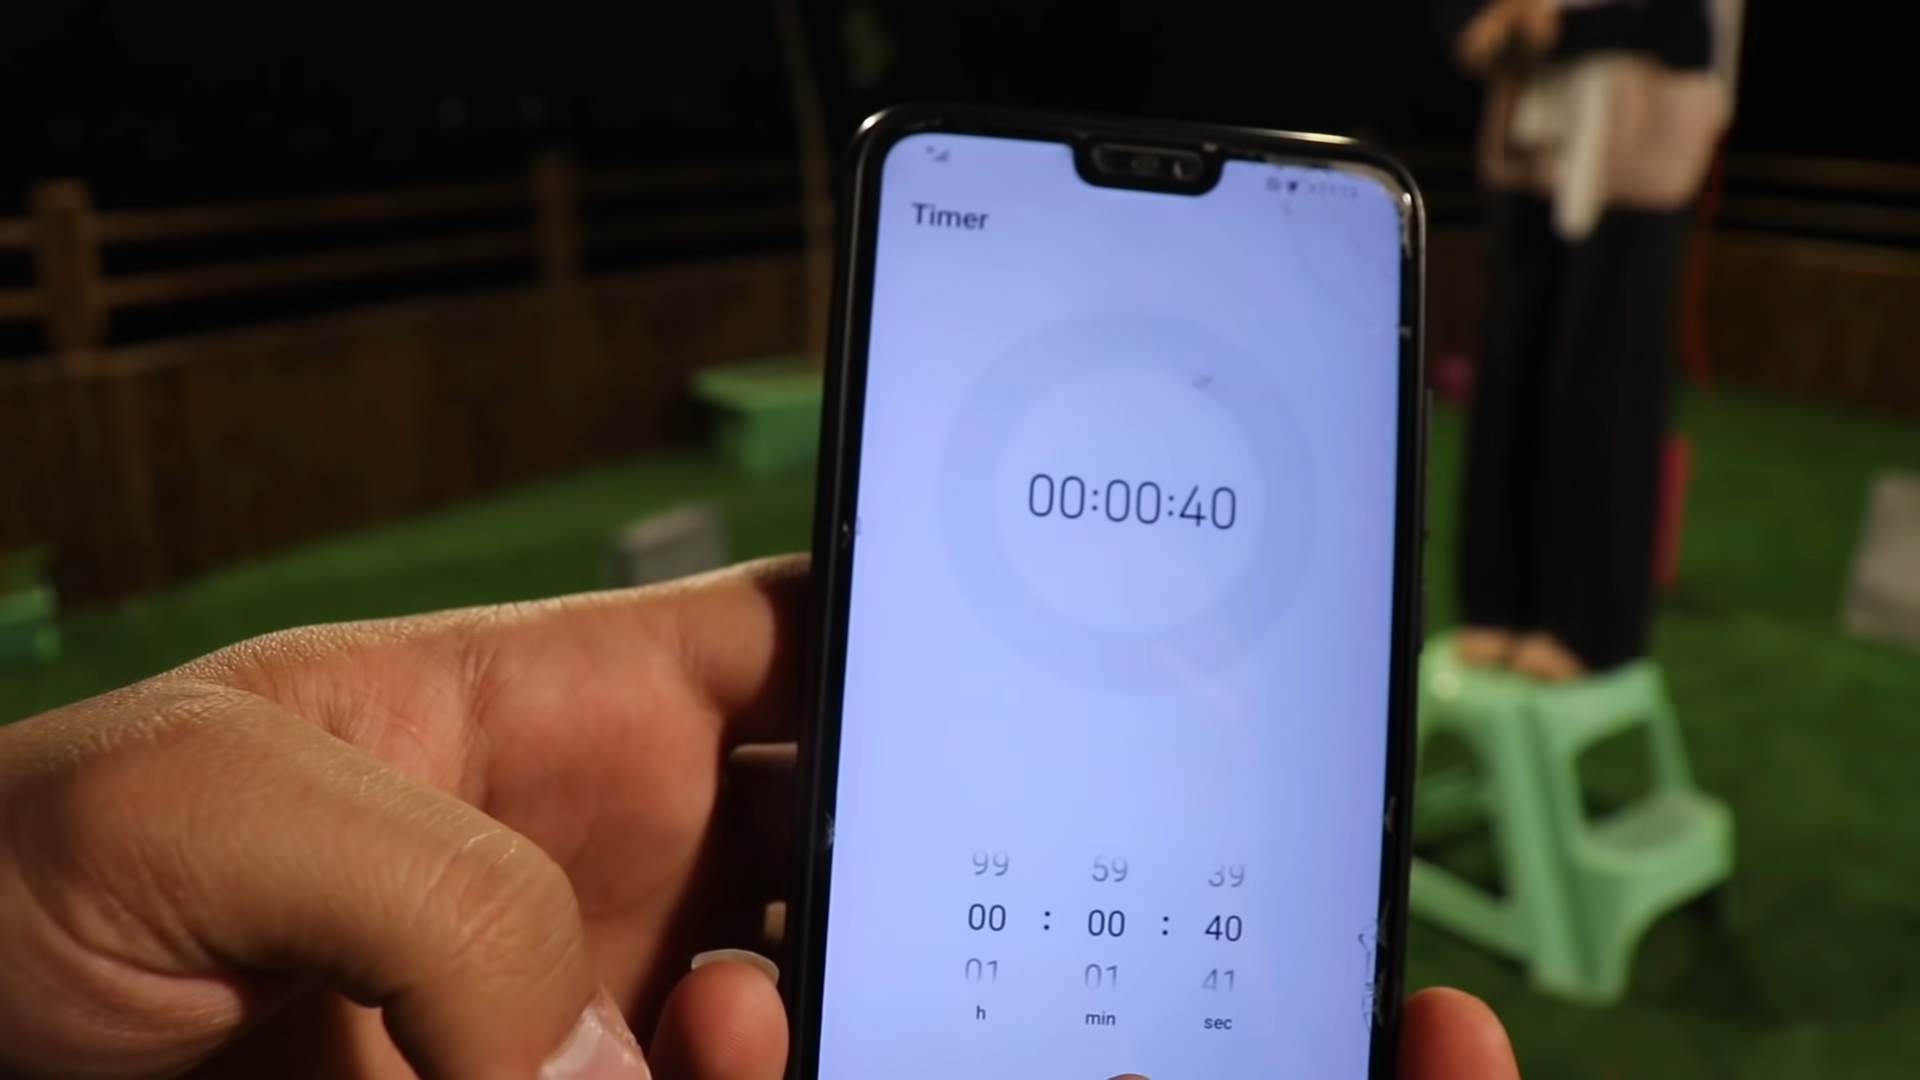 Timer
00:00:40
99 59 39
00 : 00 : 40
01 01 41
h min sec